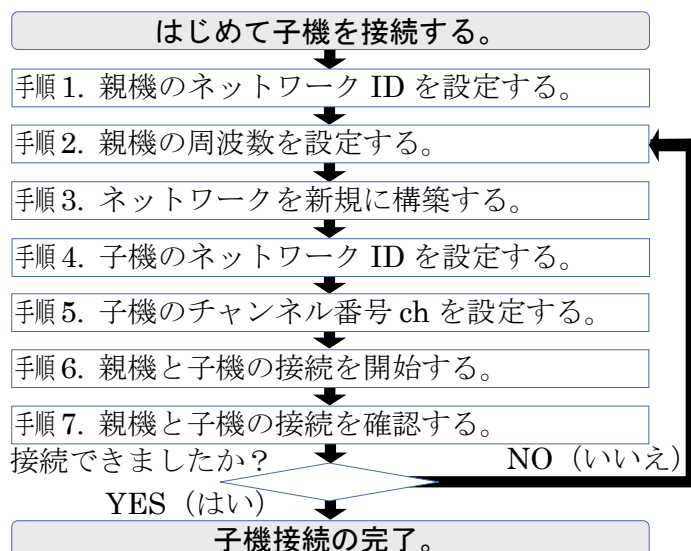 はじめて子機を接続する。
手順1. 親機のネットワーク ID を設定する。
手順2. 親機の周波数を設定する。
手順3. ネットワークを新規に構築する。
手順4. 子機のネットワーク ID を設定する。
手順5. 子機のチャンネル番号 ch を設定する。
手順6. 親機と子機の接続を開始する。
手順7. 親機と子機の接続を確認する。
接続できましたか？
NO（いいえ）
YES（はい）
子機接続の完了。